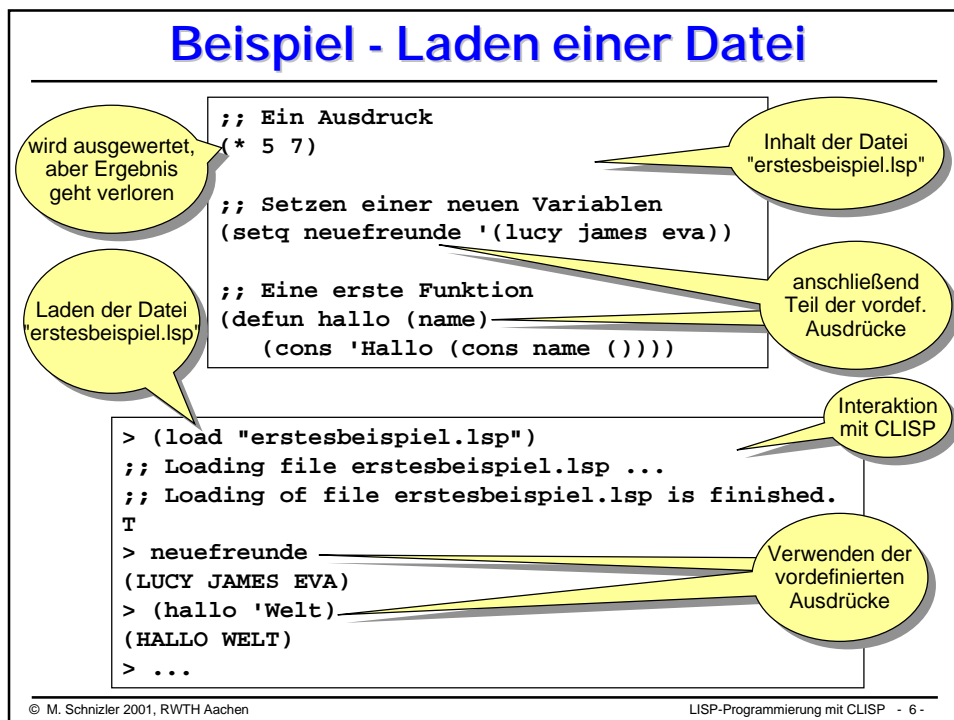 Beispiel - Laden einer Datei
;; Ein Ausdruck
(* 5 7)
;; Setzen einer neuen Variablen
(setq neuefreunde '(lucy james eva))
;; Eine erste Funktion
(defun hallo (name)
(cons 'Hallo (cons name ())))
wird ausgewertet,
aber Ergebnis
geht verloren
Inhalt der Datei
"erstesbeispiel.lsp"
anschließend
Teil der vordef.
Ausdrücke
Laden der Datei
"erstesbeispiel.lsp"
Interaktion
mit CLISP
> (load "erstesbeispiel.lsp")
;; Loading file erstesbeispiel.lsp ...
;; Loading of file erstesbeispiel.lsp is finished.
T
> neuefreunde
(LUCY JAMES EVA)
> (hallo 'Welt)
(HALLO WELT)
> ...
Verwenden der
vordefinierten
Ausdrücke
© M. Schnizler 2001, RWTH Aachen
LISP-Programmierung mit CLISP - 6 -